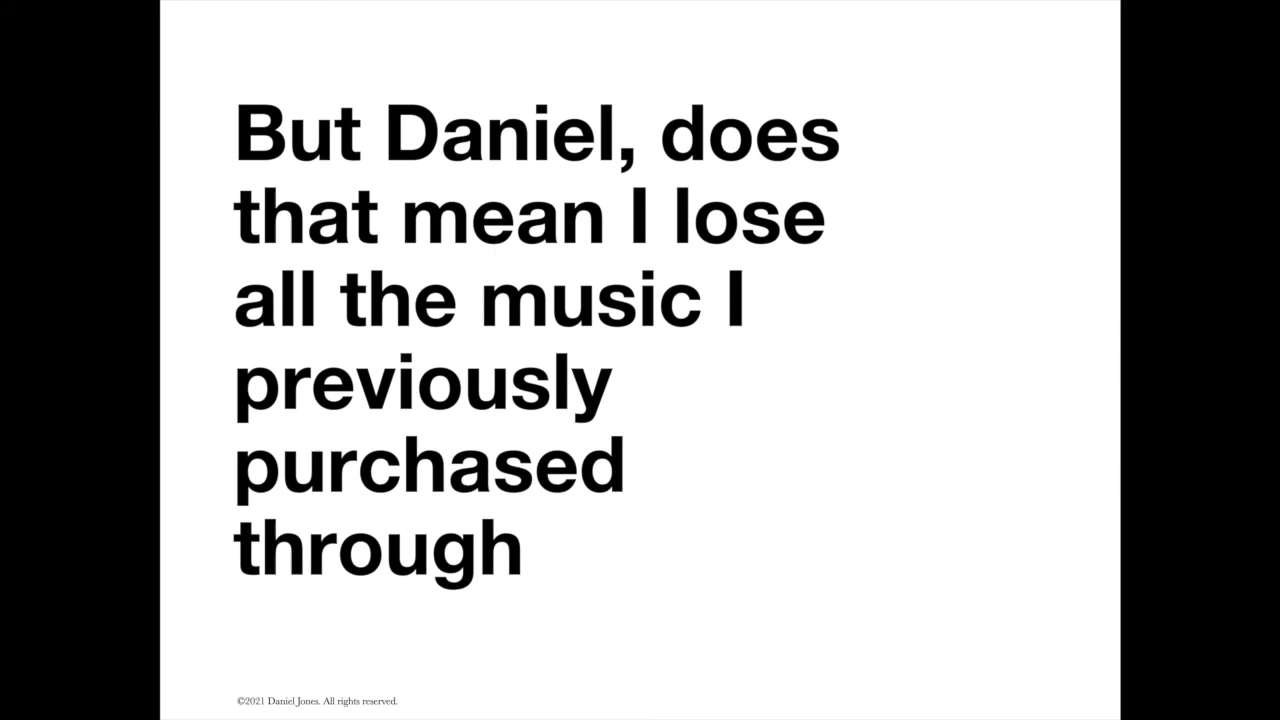 But Daniel, does
that mean I lose
all the music I
previously
purchased
through
©2021 Daniel Jones. All rights reserved.